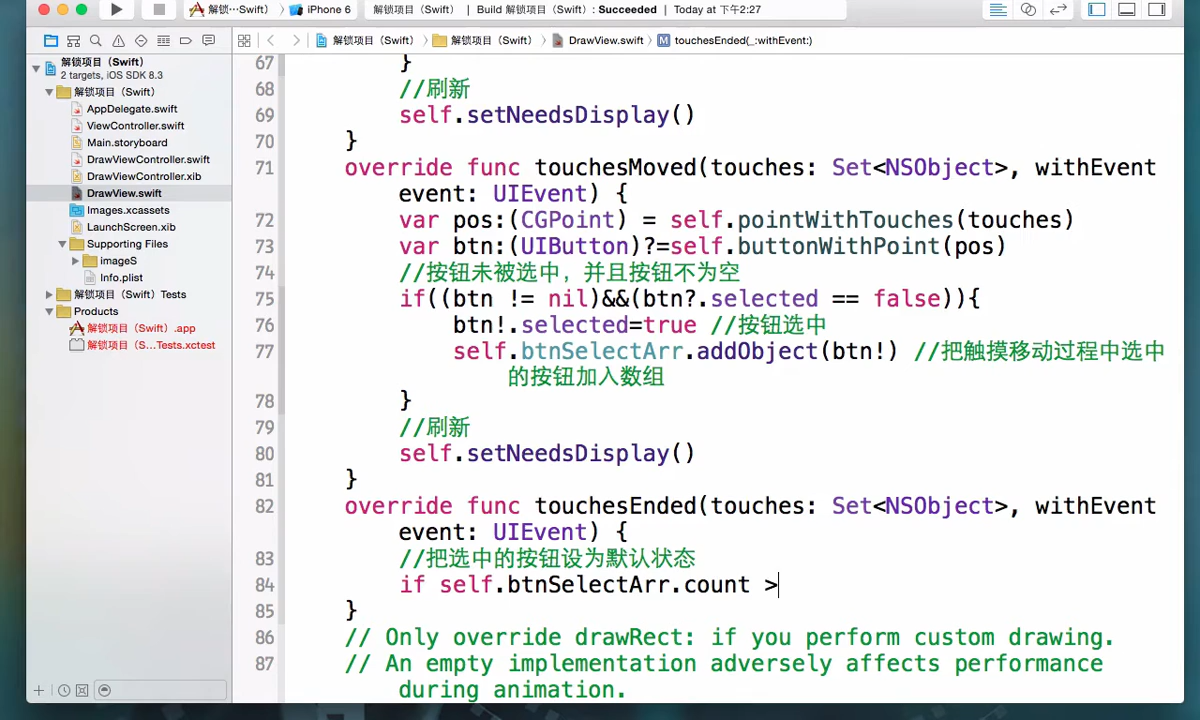 解锁⋯Swift） 〉 iPhone 6 解锁项目（Swift） | Build 解锁项目（Swift）: Succeeded | Today at 下午2:27
解锁项目（Swift） 〉 解锁项目（Swift） 〉 DrawView.swift 〉 M touchesEnded(_:withEvent:)
解锁项目（Swift）
2 targets, iOS SDK 8.3
解锁项目（Swift）
AppDelegate.swift
ViewController.swift
Main.storyboard
DrawViewController.swift
DrawViewController.xib
DrawView.swift
Images.xcassets
LaunchScreen.xib
Supporting Files
imageS
Info.plist
解锁项目（Swift）Tests
Products
解锁项目（Swift）.app
解锁项目（S…Tests.xctest
67 }
68 //刷新
69 self.setNeedsDisplay()
70 }
71 override func touchesMoved(touches: Set<NSObject>, withEvent
event: UIEvent) {
72 var pos:(CGPoint) = self.pointWithTouches(touches)
73 var btn:(UIButton)?=self.buttonWithPoint(pos)
74 //按钮未被选中，并且按钮不为空
75 if((btn != nil)&&(btn?.selected == false)){
76 btn!.selected=true //按钮选中
77 self.btnSelectArr.addObject(btn!) //把触摸移动过程中选中
的按钮加入数组
78 }
79 //刷新
80 self.setNeedsDisplay()
81 }
82 override func touchesEnded(touches: Set<NSObject>, withEvent
event: UIEvent) {
83 //把选中的按钮设为默认状态
84 if self.btnSelectArr.count >
85 }
86 // Only override drawRect: if you perform custom drawing.
87 // An empty implementation adversely affects performance
during animation.